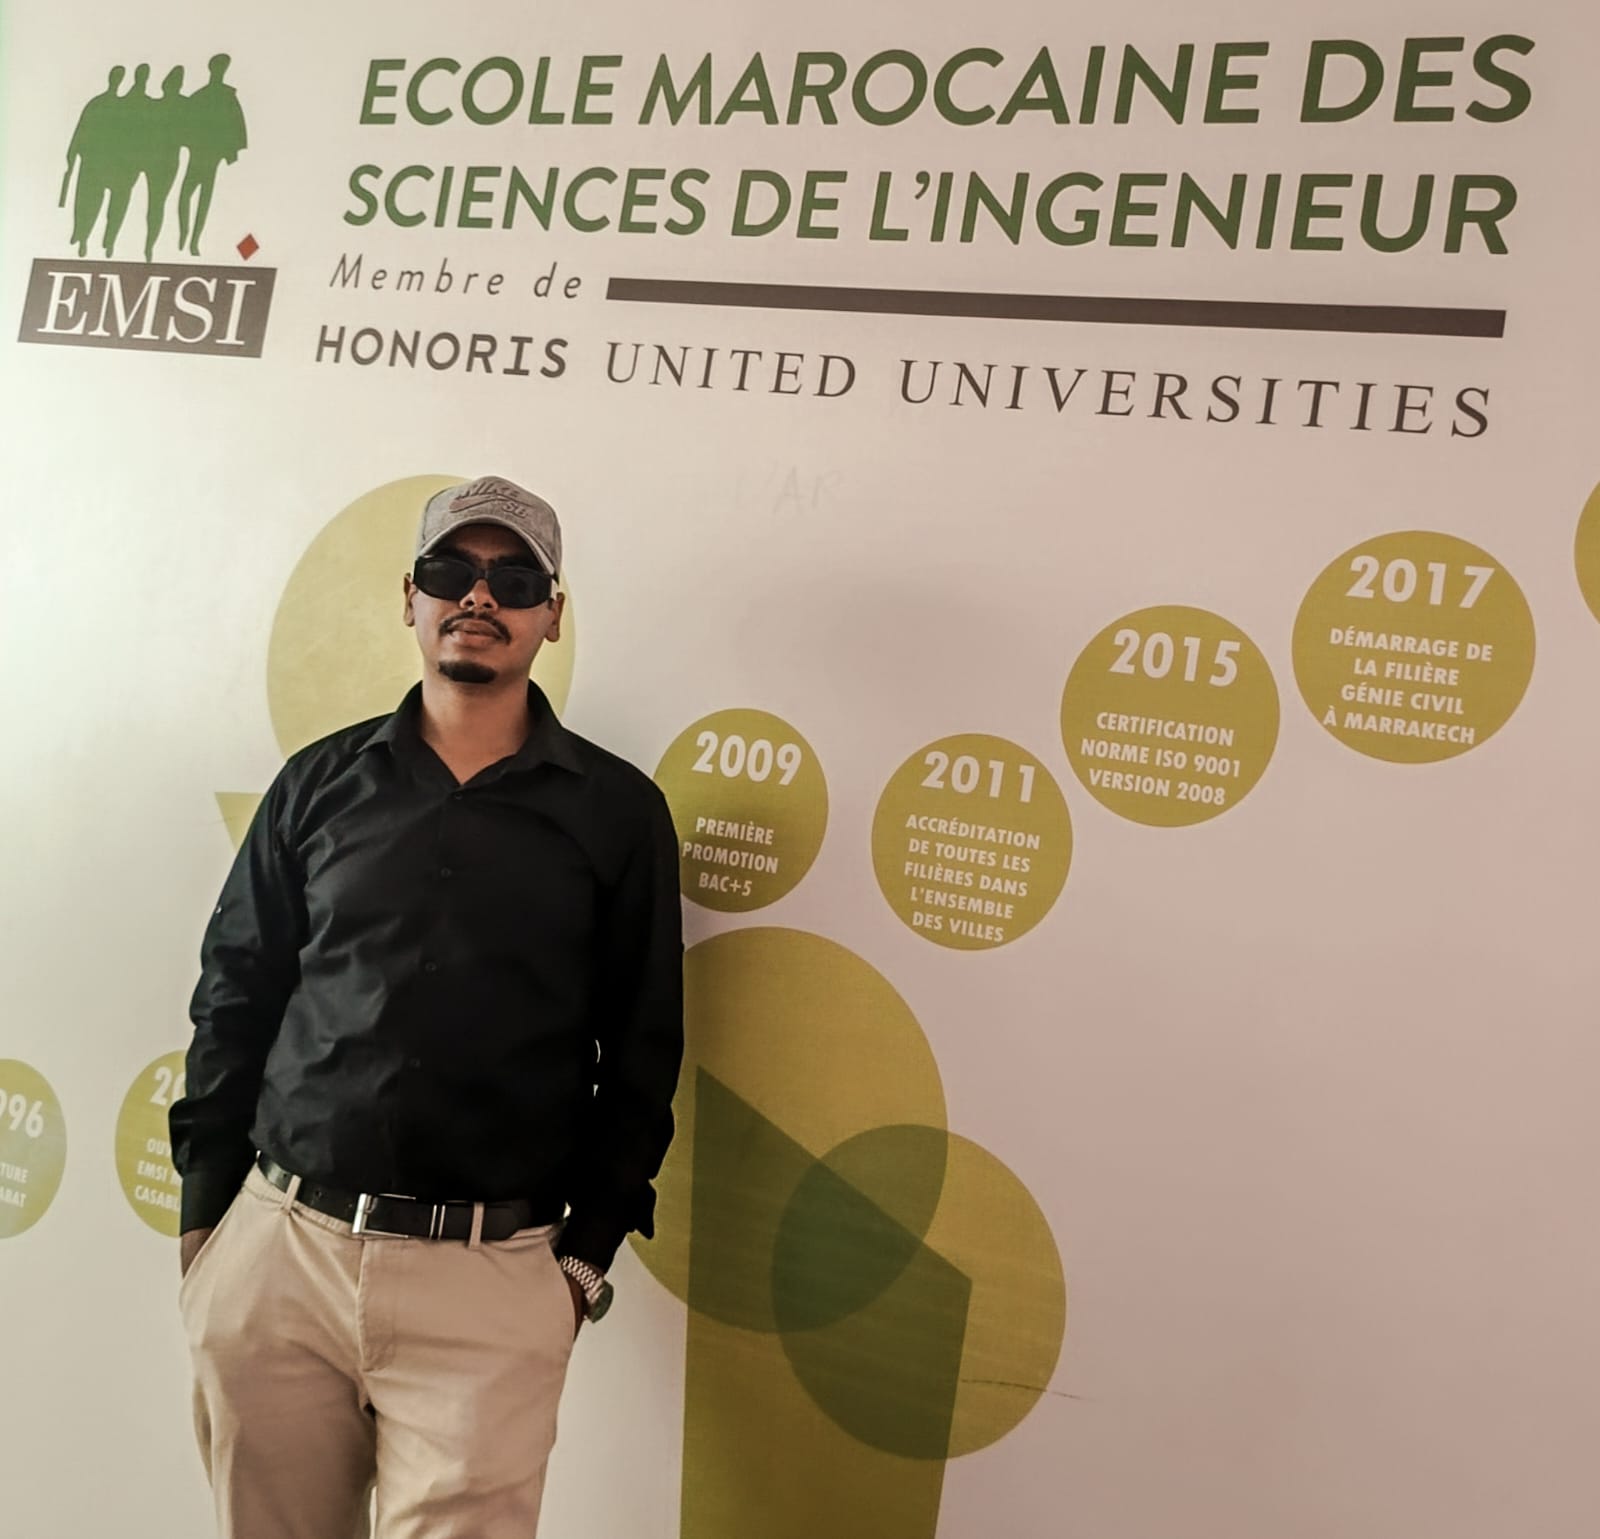 ECOLE MAROCAINE DES
SCIENCES DE L'INGENIEUR
Membre de
HONORIS UNITED UNIVERSITIES
EMSI
NIKE
SB
2017
DÉMARRAGE DE
LA FILIÈRE
GÉNIE CIVIL
À MARRAKECH
2015
CERTIFICATION
NORME ISO 9001
VERSION 2008
2011
ACCRÉDITATION
DE TOUTES LES
FILIÈRES DANS
L'ENSEMBLE
DES VILLES
2009
PREMIÈRE
PROMOTION
BAC+5
EMSI